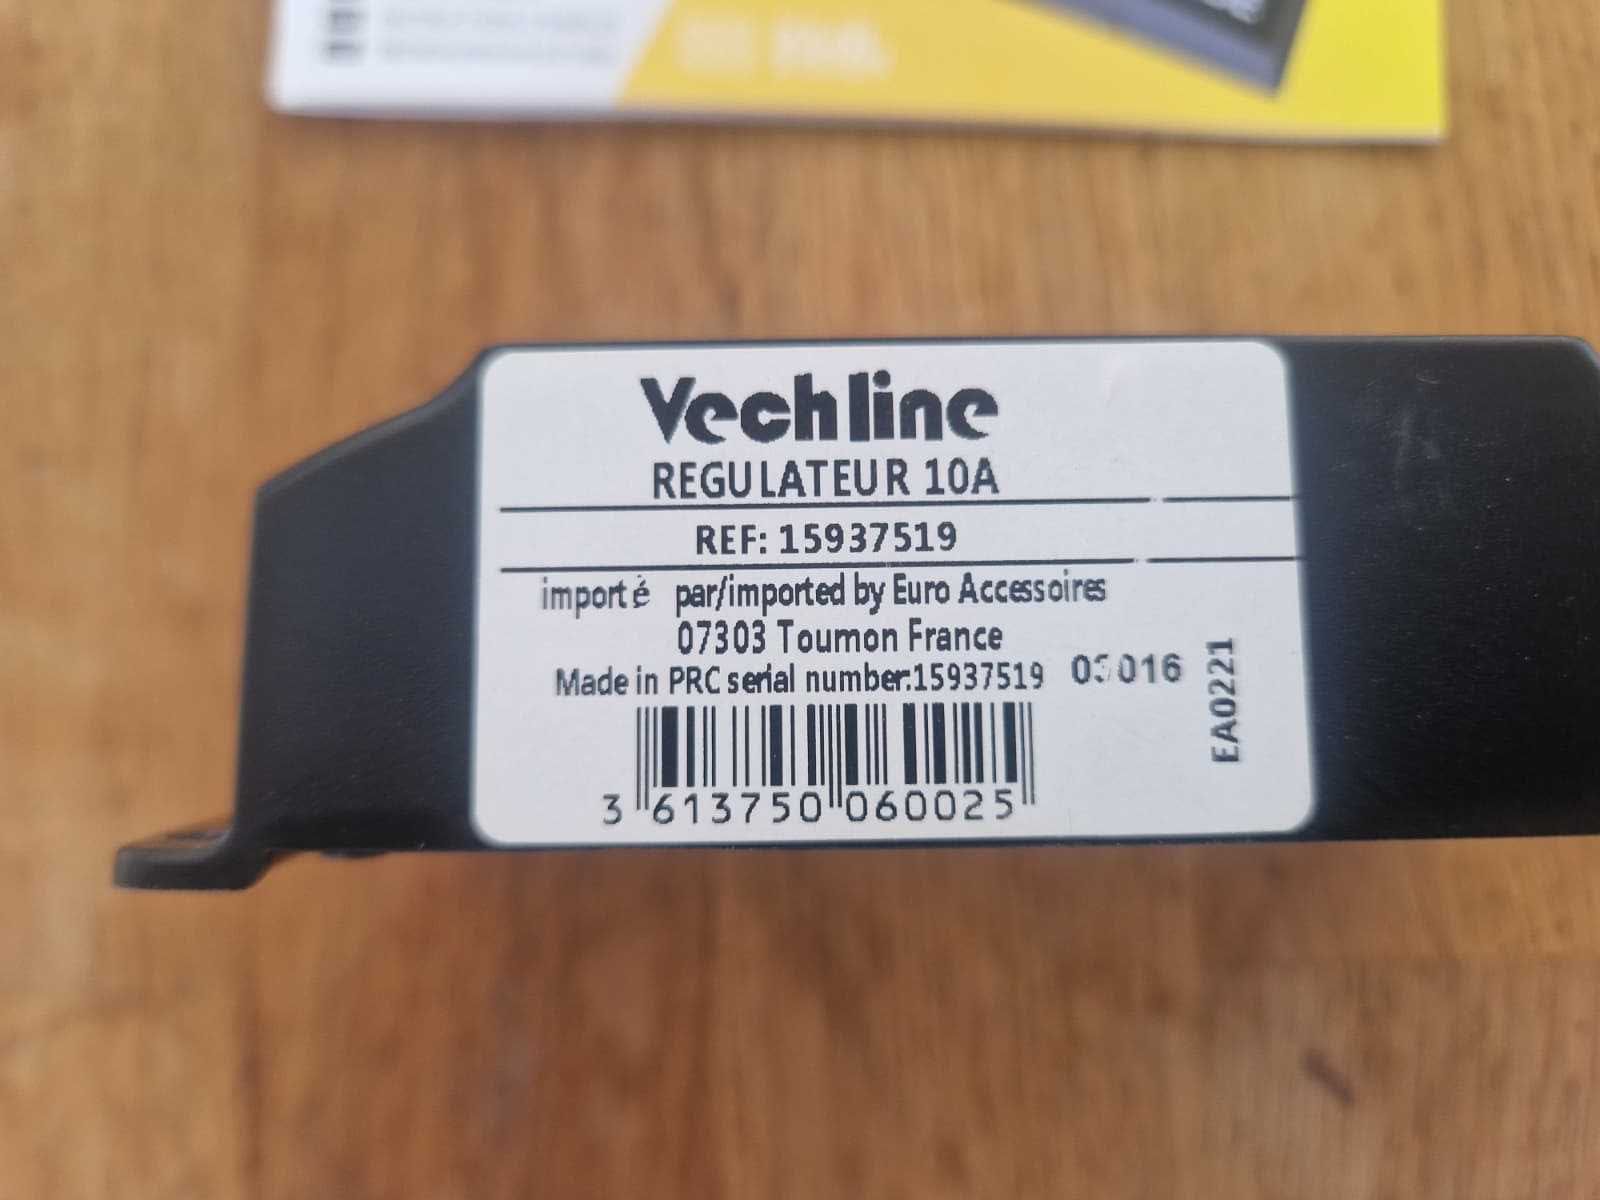 Vechline
REGULATEUR 10A
REF: 15937519
importé par/imported by Euro Accessoires
07303 Toumon France
Made in PRC serial number:15937519
EA0221
3 613750 060025